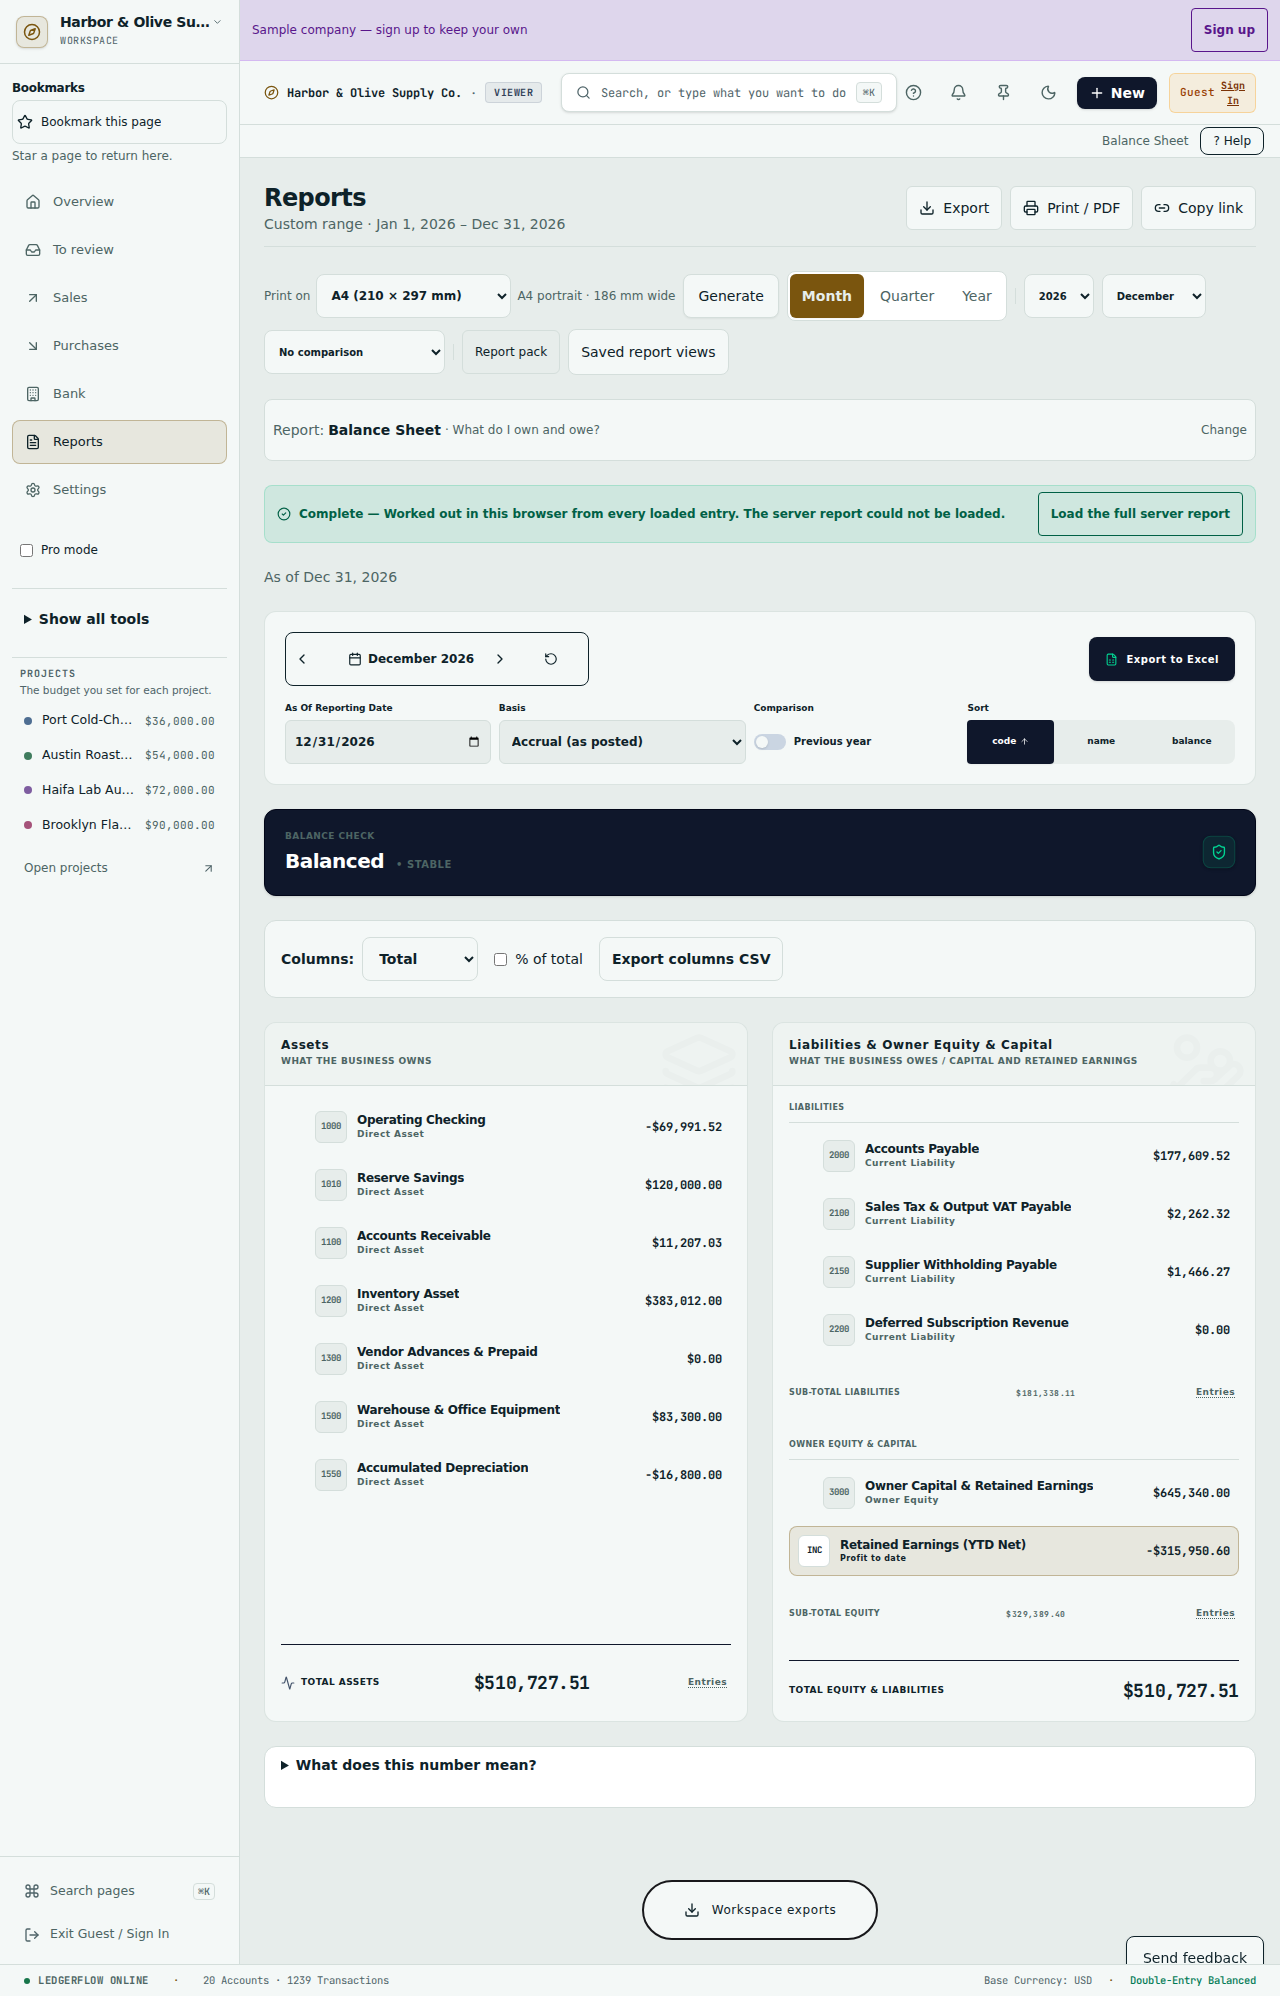 Harbor & Olive Su...
WORKSPACE
Bookmarks
Bookmark this page
Star a page to return here.
Overview
To review
Sales
Purchases
Bank
Reports
Settings
Pro mode
Show all tools
PROJECTS
The budget you set for each project.
Port Cold-Ch... $36,000.00
Austin Roast... $54,000.00
Haifa Lab Au... $72,000.00
Brooklyn Fla... $90,000.00
Open projects
Search pages ⌘K
Exit Guest / Sign In
Sample company — sign up to keep your own
Sign up
Harbor & Olive Supply Co. · VIEWER
Search, or type what you want to do ⌘K
New
Guest Sign In
Balance Sheet ? Help
Reports
Custom range · Jan 1, 2026 – Dec 31, 2026
Export
Print / PDF
Copy link
Print on A4 (210 × 297 mm) A4 portrait · 186 mm wide Generate Month Quarter Year 2026 December
No comparison Report pack Saved report views
Report: Balance Sheet · What do I own and owe? Change
Complete — Worked out in this browser from every loaded entry. The server report could not be loaded. Load the full server report
As of Dec 31, 2026
December 2026
Export to Excel
As Of Reporting Date Basis Comparison Sort
12/31/2026 Accrual (as posted) Previous year code ↑ name balance
BALANCE CHECK
Balanced • STABLE
Columns: Total % of total Export columns CSV
Assets
WHAT THE BUSINESS OWNS
1000 Operating Checking -$69,991.52
Direct Asset
1010 Reserve Savings $120,000.00
Direct Asset
1100 Accounts Receivable $11,207.03
Direct Asset
1200 Inventory Asset $383,012.00
Direct Asset
1300 Vendor Advances & Prepaid $0.00
Direct Asset
1500 Warehouse & Office Equipment $83,300.00
Direct Asset
1550 Accumulated Depreciation -$16,800.00
Direct Asset
TOTAL ASSETS $510,727.51 Entries
Liabilities & Owner Equity & Capital
WHAT THE BUSINESS OWES / CAPITAL AND RETAINED EARNINGS
LIABILITIES
2000 Accounts Payable $177,609.52
Current Liability
2100 Sales Tax & Output VAT Payable $2,262.32
Current Liability
2150 Supplier Withholding Payable $1,466.27
Current Liability
2200 Deferred Subscription Revenue $0.00
Current Liability
SUB-TOTAL LIABILITIES $181,338.11 Entries
OWNER EQUITY & CAPITAL
3000 Owner Capital & Retained Earnings $645,340.00
Owner Equity
INC Retained Earnings (YTD Net) -$315,950.60
Profit to date
SUB-TOTAL EQUITY $329,389.40 Entries
TOTAL EQUITY & LIABILITIES $510,727.51
What does this number mean?
Workspace exports
Send feedback
LEDGERFLOW ONLINE · 20 Accounts · 1239 Transactions
Base Currency: USD · Double-Entry Balanced